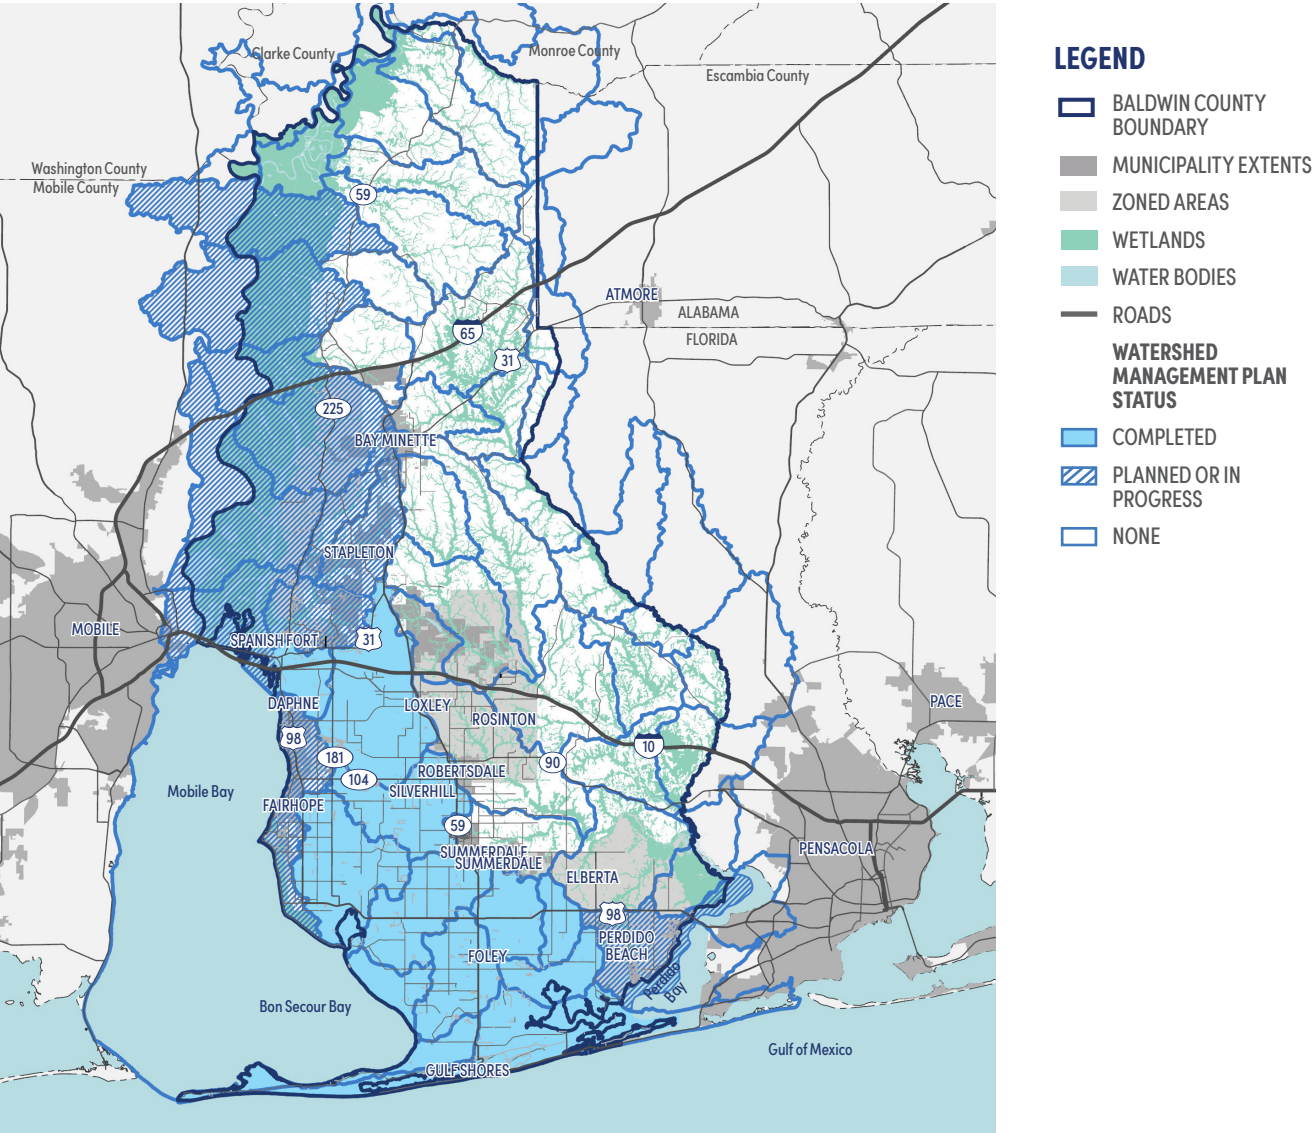 Clarke County
Monroe County
Escambia County
Washington County
Mobile County
59
ATMORE
ALABAMA
FLORIDA
65
31
225
BAY MINETTE
STAPLETON
MOBILE
SPANISH FORT
31
DAPHNE
LOXLEY
ROSINTON
PACE
98
181
104
10
90
ROBERTSDALE
SILVERHILL
Mobile Bay
FAIRHOPE
59
SUMMERDALE
SUMMERDALE
PENSACOLA
ELBERTA
98
PERDIDO
BEACH
FOLEY
Perdido
Bay
Bon Secour Bay
Gulf of Mexico
GULF SHORES
LEGEND
BALDWIN COUNTY
BOUNDARY
MUNICIPALITY EXTENTS
ZONED AREAS
WETLANDS
WATER BODIES
ROADS
WATERSHED
MANAGEMENT PLAN
STATUS
COMPLETED
PLANNED OR IN
PROGRESS
NONE